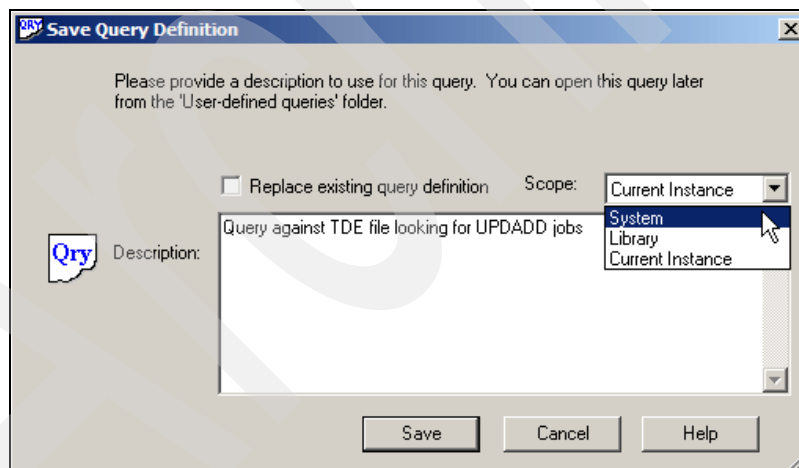 QRY Save Query Definition
Please provide a description to use for this query. You can open this query later
from the 'User-defined queries' folder.
Replace existing query definition Scope: Current Instance
System
Library
Current Instance
Qry Description: Query against TDE file looking for UPDADD jobs
Save Cancel Help